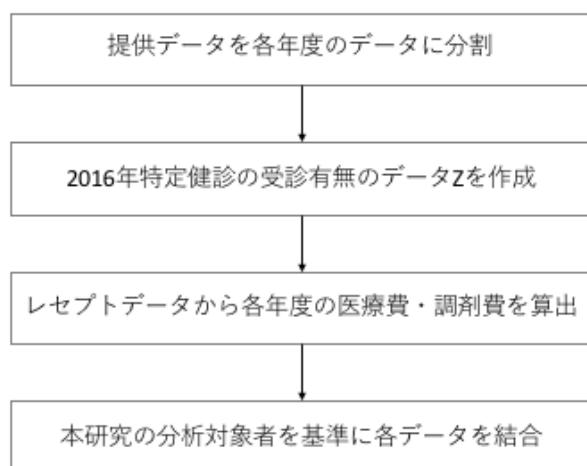 提供データを各年度のデータに分割
2016年特定健診の受診有無のデータZを作成
レセプトデータから各年度の医療費・調剤費を算出
本研究の分析対象者を基準に各データを結合